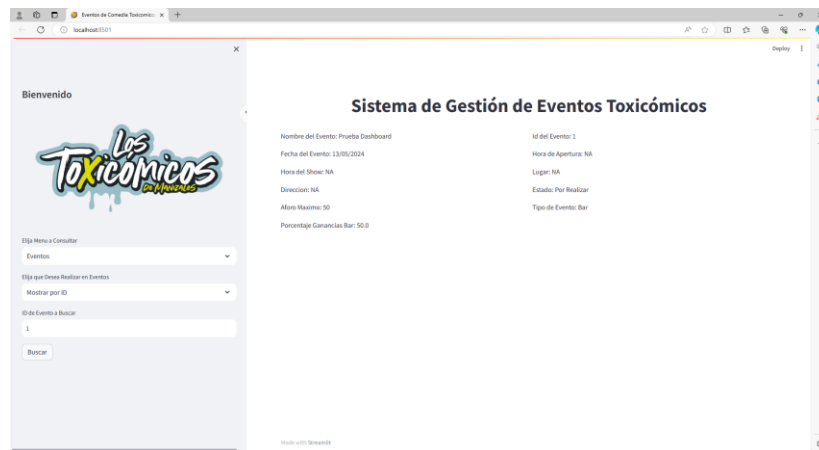 Eventos de Comedia Toxicomico
localhost:8501
Deploy
Bienvenido
Los
Toxicómicos
De Manizales
Elija Menu a Consultar
Eventos
Elija que Desea Realizar en Eventos
Mostrar por ID
ID de Evento a Buscar
1
Buscar
Sistema de Gestión de Eventos Toxicómicos
Nombre del Evento: Prueba Dashboard
Id del Evento: 1
Fecha del Evento: 13/05/2024
Hora de Apertura: NA
Hora del Show: NA
Lugar: NA
Direccion: NA
Estado: Por Realizar
Aforo Maximo: 50
Tipo de Evento: Bar
Porcentaje Ganancias Bar: 50.0
Made with Streamlit